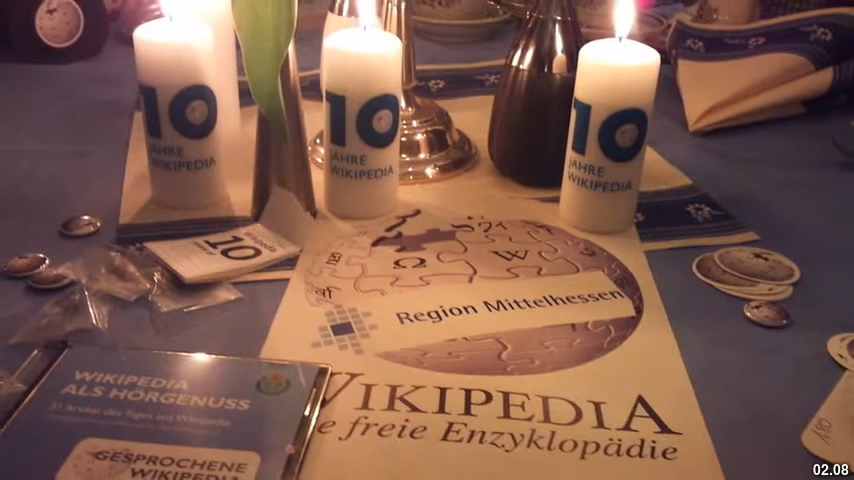 10
JAHRE
WIKIPEDIA
10
JAHRE
WIKIPEDIA
10
JAHRE
WIKIPEDIA
Wikipedia
10
Ω
W
Region Mittelhessen
WIKIPEDIA
e freie Enzyklopädie
WIKIPEDIA
ALS HÖRGENUSS
GESPROCHENE
WIKIPEDIA
02.08